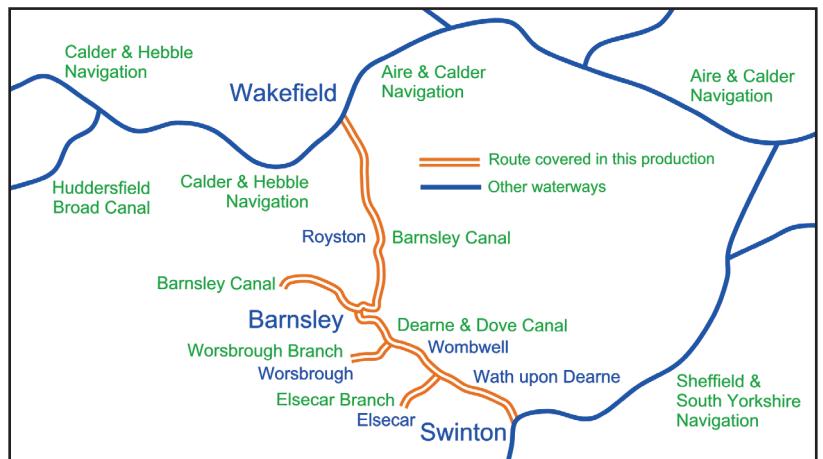 Calder & Hebble
Navigation
Wakefield
Aire & Calder
Navigation
Aire & Calder
Navigation
Route covered in this production
Other waterways
Huddersfield
Broad Canal
Calder & Hebble
Navigation
Royston
Barnsley Canal
Barnsley Canal
Barnsley
Dearne & Dove Canal
Worsbrough Branch
Wombwell
Worsbrough
Wath upon Dearne
Elsecar Branch
Elsecar
Swinton
Sheffield &
South Yorkshire
Navigation